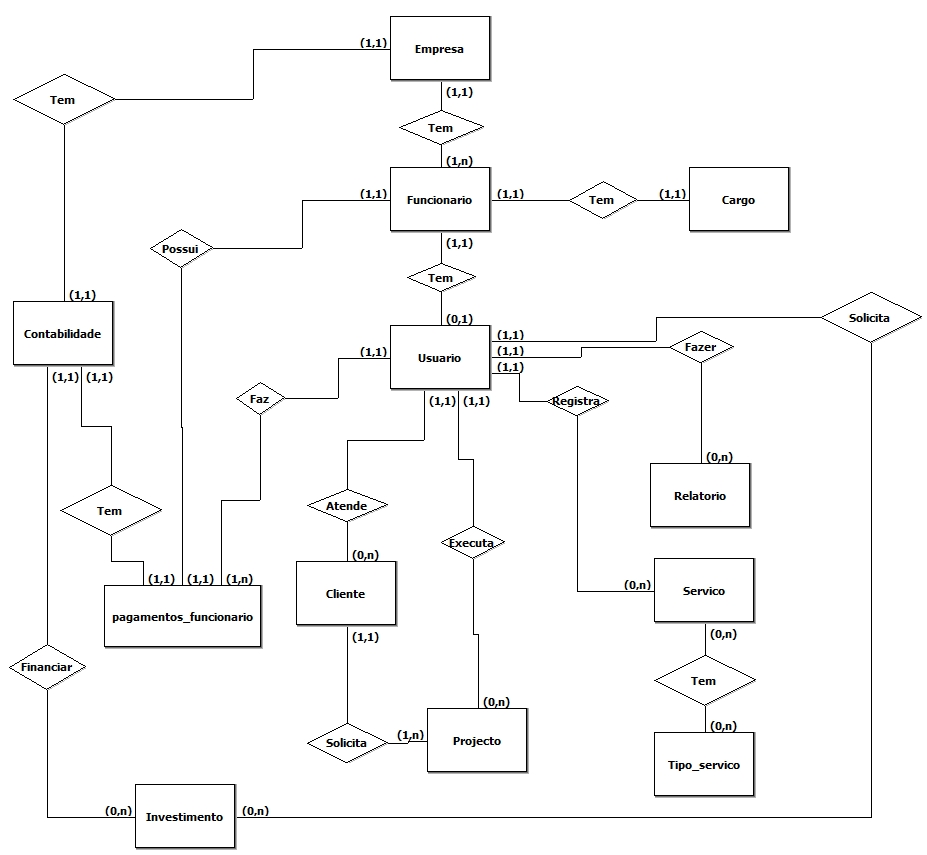 (1,1)
Empresa
Tem
(1,1)
Tem
(1,n)
(1,1)
Funcionario
(1,1)
Tem
(1,1)
Cargo
Possui
(1,1)
Tem
(1,1)
Contabilidade
(1,1)
(1,1)
(0,1)
Usuario
(1,1)
(1,1)
(1,1)
(1,1)
Solicita
Fazer
Faz
(1,1)
(1,1)
Registra
(0,n)
Relatorio
Tem
Atende
Executa
(1,1)
(1,1)
(1,n)
pagamentos_funcionario
(0,n)
Cliente
(1,1)
(0,n)
Servico
(0,n)
Tem
(0,n)
Tipo_servico
Financiar
(0,n)
Solicita
(1,n)
Projecto
(0,n)
Investimento
(0,n)